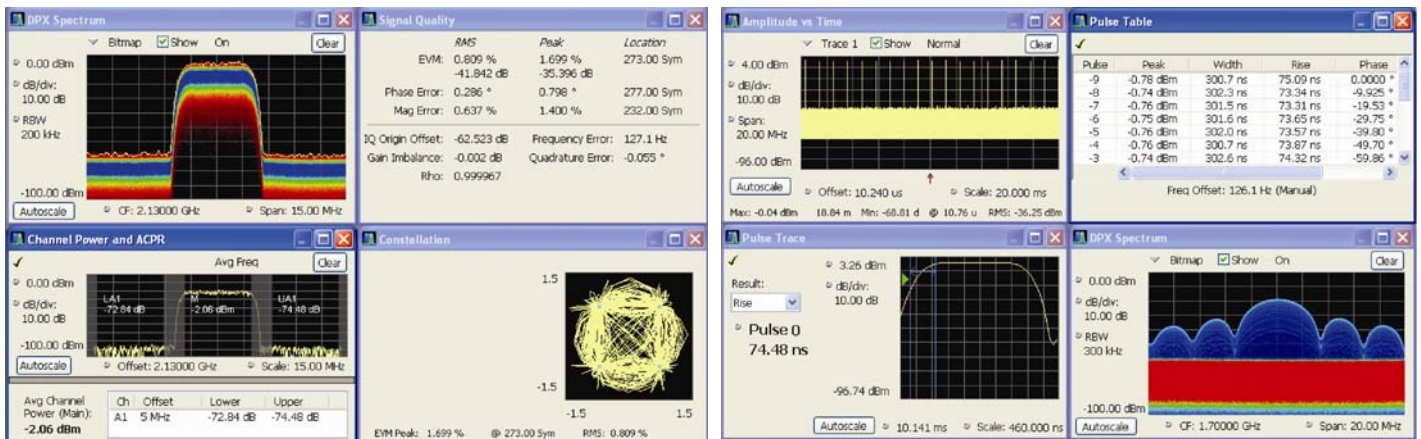 DPX Spectrum
Bitmap Show On Clear
0.00 dBm
dB/div:
10.00 dB
RBW
200 kHz
-100.00 dBm
Autoscale CF: 2.13000 GHz Span: 15.00 MHz
Signal Quality
RMS Peak Location
EVM: 0.809 % 1.699 % 273.00 Sym
-41.842 dB -35.396 dB
Phase Error: 0.286 ° 0.798 ° 277.00 Sym
Mag Error: 0.637 % 1.400 % 232.00 Sym
IQ Origin Offset: -62.523 dB Frequency Error: 127.1 Hz
Gain Imbalance: -0.002 dB Quadrature Error: -0.055 °
Rho: 0.999967
Channel Power and ACPR
Avg Freq Clear
0.00 dBm
dB/div:
10.00 dB
LA1 M UA1
-72.84 dB -2.06 dBm -74.48 dB
-100.00 dBm
Autoscale Offset: 2.13000 GHz Scale: 15.00 MHz
Avg Channel Power (Main):
-2.06 dBm
Ch Offset Lower Upper
A1 5 MHz -72.84 dB -74.48 dB
Constellation
1.5
-1.5
-1.5 1.5
EVM Peak: 1.699 % @ 273.00 Sym RMS: 0.809 %
Amplitude vs Time
Trace 1 Show Normal Clear
4.00 dBm
dB/div:
10.00 dB
Span:
20.00 MHz
-96.00 dBm
Autoscale Offset: 10.240 us Scale: 20.000 ms
Max: -0.04 dBm 18.84 m Min: -68.81 d @ 10.76 u RMS: -36.25 dBm
Pulse Table
Pulse Peak Width Rise Phase
-9 -0.78 dBm 300.7 ns 75.09 ns 0.0000 °
-8 -0.74 dBm 302.3 ns 73.34 ns -9.925 °
-7 -0.76 dBm 301.5 ns 73.31 ns -19.53 °
-6 -0.75 dBm 301.6 ns 73.65 ns -29.75 °
-5 -0.76 dBm 302.0 ns 73.57 ns -39.80 °
-4 -0.76 dBm 300.7 ns 73.87 ns -49.70 °
-3 -0.74 dBm 302.6 ns 74.32 ns -59.86 °
Freq Offset: 126.1 Hz (Manual)
Pulse Trace
Result:
Rise
Pulse 0
74.48 ns
3.26 dBm
dB/div:
10.00 dB
-96.74 dBm
Autoscale 10.141 ms Scale: 460.000 ns
DPX Spectrum
Bitmap Show On Clear
0.00 dBm
dB/div:
10.00 dB
RBW
300 kHz
-100.00 dBm
Autoscale CF: 1.70000 GHz Span: 20.00 MHz